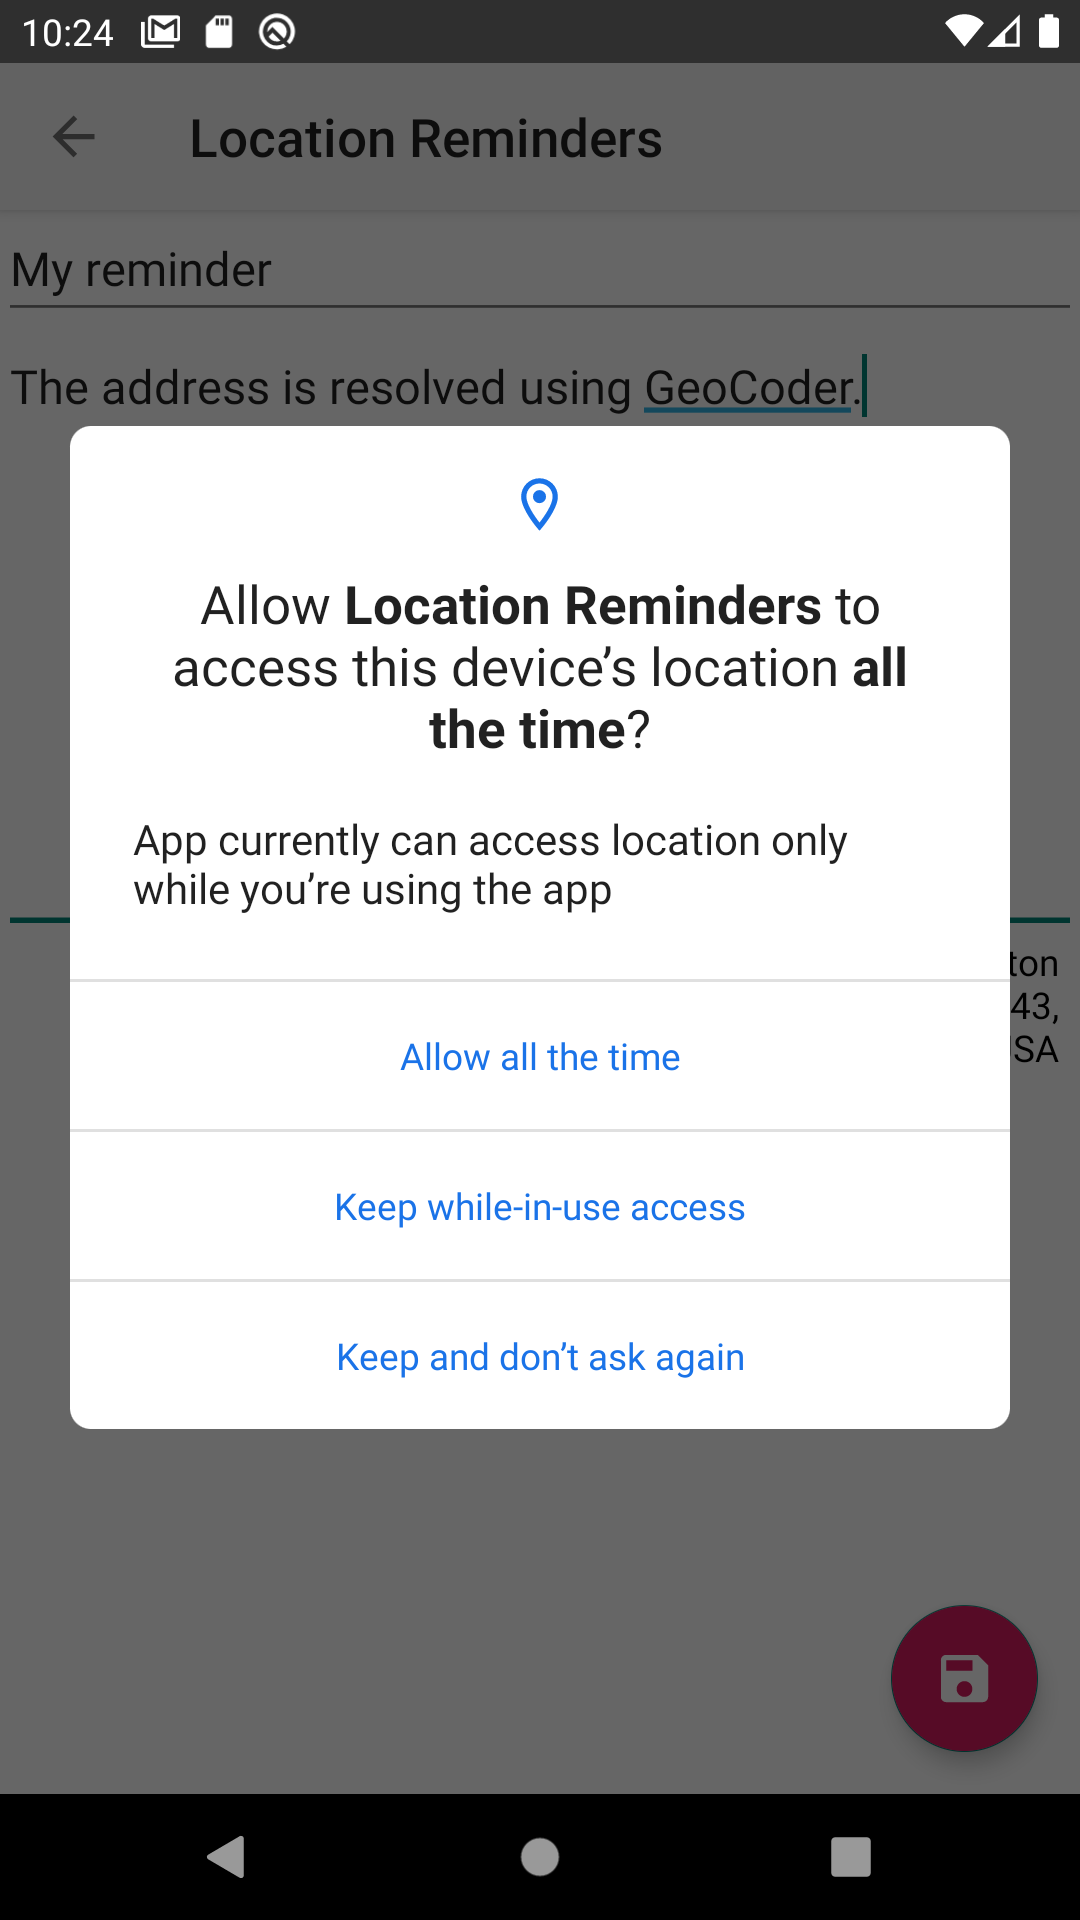 10:24
Location Reminders
My reminder
The address is resolved using GeoCoder.
Allow Location Reminders to
access this device’s location all
the time?
App currently can access location only
while you’re using the app
ton
43,
SA
Allow all the time
Keep while-in-use access
Keep and don’t ask again